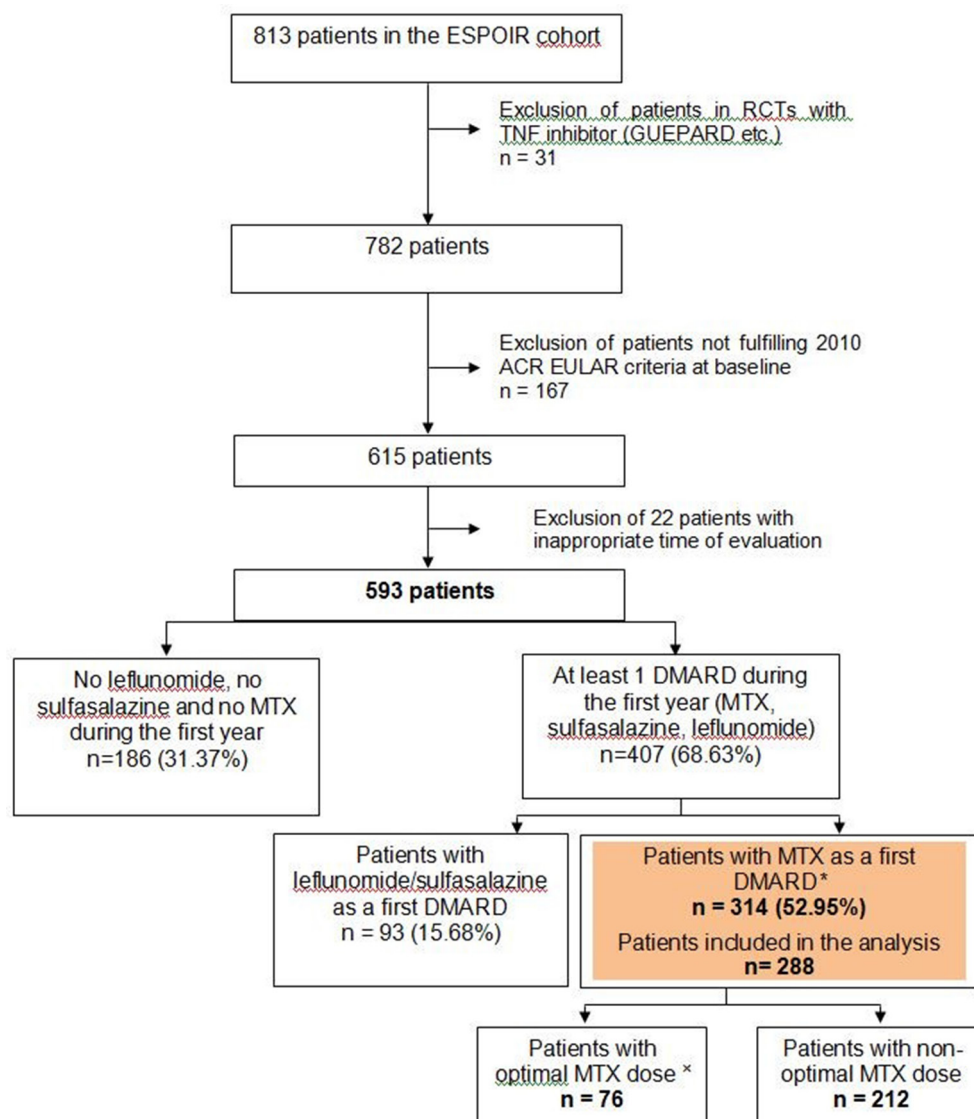 813 patients in the ESPOIR cohort
Exclusion of patients in RCTs with
TNF inhibitor (GUEPARD etc.)
n = 31
782 patients
Exclusion of patients not fulfilling 2010
ACR EULAR criteria at baseline
n = 167
615 patients
Exclusion of 22 patients with
inappropriate time of evaluation
593 patients
No leflunomide, no
sulfasalazine and no MTX
during the first year
n=186 (31.37%)
At least 1 DMARD during
the first year (MTX,
sulfasalazine, leflunomide)
n=407 (68.63%)
Patients with
leflunomide/sulfasalazine
as a first DMARD
n = 93 (15.68%)
Patients with MTX as a first
DMARD*
n = 314 (52.95%)
Patients included in the analysis
n= 288
Patients with
optimal MTX dose ×
n = 76
Patients with non-
optimal MTX dose
n = 212